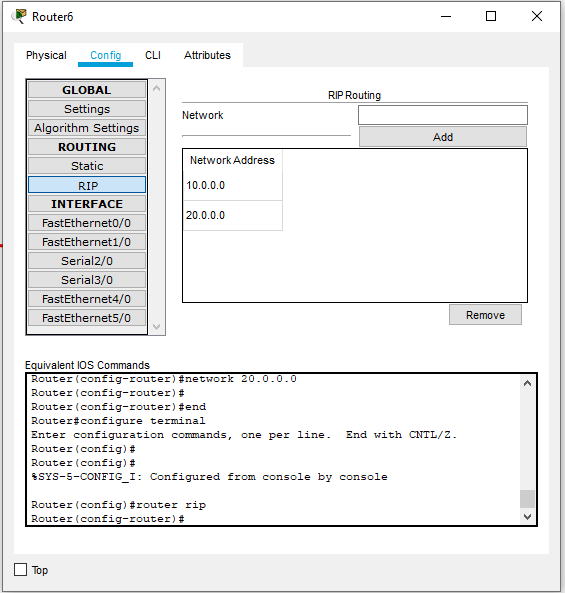 Router6
Physical Config CLI Attributes
GLOBAL
Settings
Algorithm Settings
ROUTING
Static
RIP
INTERFACE
FastEthernet0/0
FastEthernet1/0
Serial2/0
Serial3/0
FastEthernet4/0
FastEthernet5/0
RIP Routing
Network
Add
Network Address
10.0.0.0
20.0.0.0
Remove
Equivalent IOS Commands
Router(config-router)#network 20.0.0.0
Router(config-router)#
Router(config-router)#end
Router#configure terminal
Enter configuration commands, one per line.  End with CNTL/Z.
Router(config)#
Router(config)#
%SYS-5-CONFIG_I: Configured from console by console
Router(config)#router rip
Router(config-router)#
Top